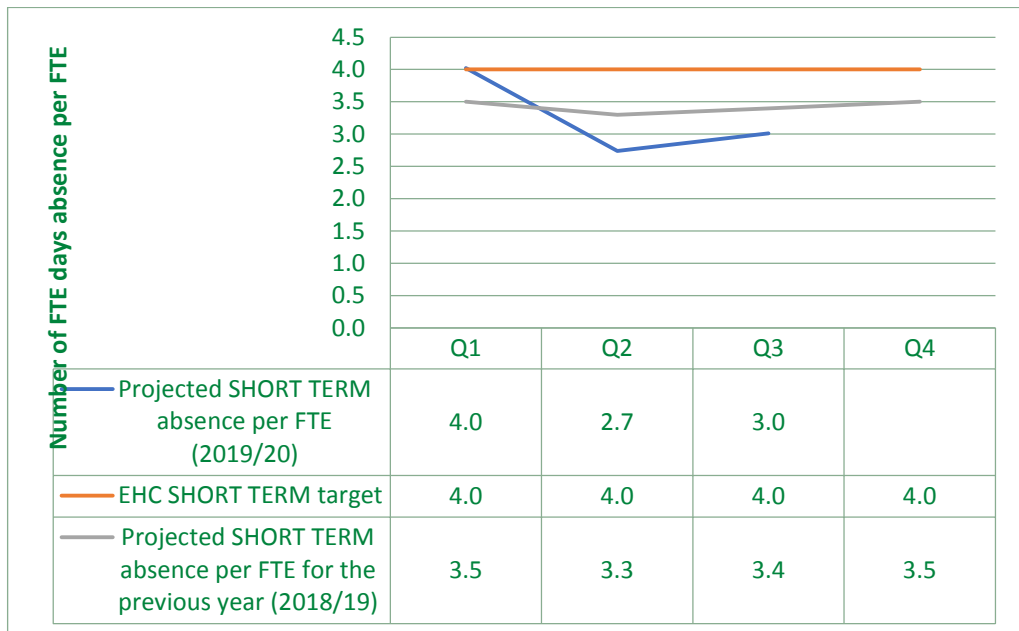 Number of FTE days absence per FTE
4.5
4.0
3.5
3.0
2.5
2.0
1.5
1.0
0.5
0.0
Q1 Q2 Q3 Q4
Projected SHORT TERM
absence per FTE
(2019/20)
4.0 2.7 3.0
EHC SHORT TERM target 4.0 4.0 4.0 4.0
Projected SHORT TERM
absence per FTE for the
previous year (2018/19)
3.5 3.3 3.4 3.5